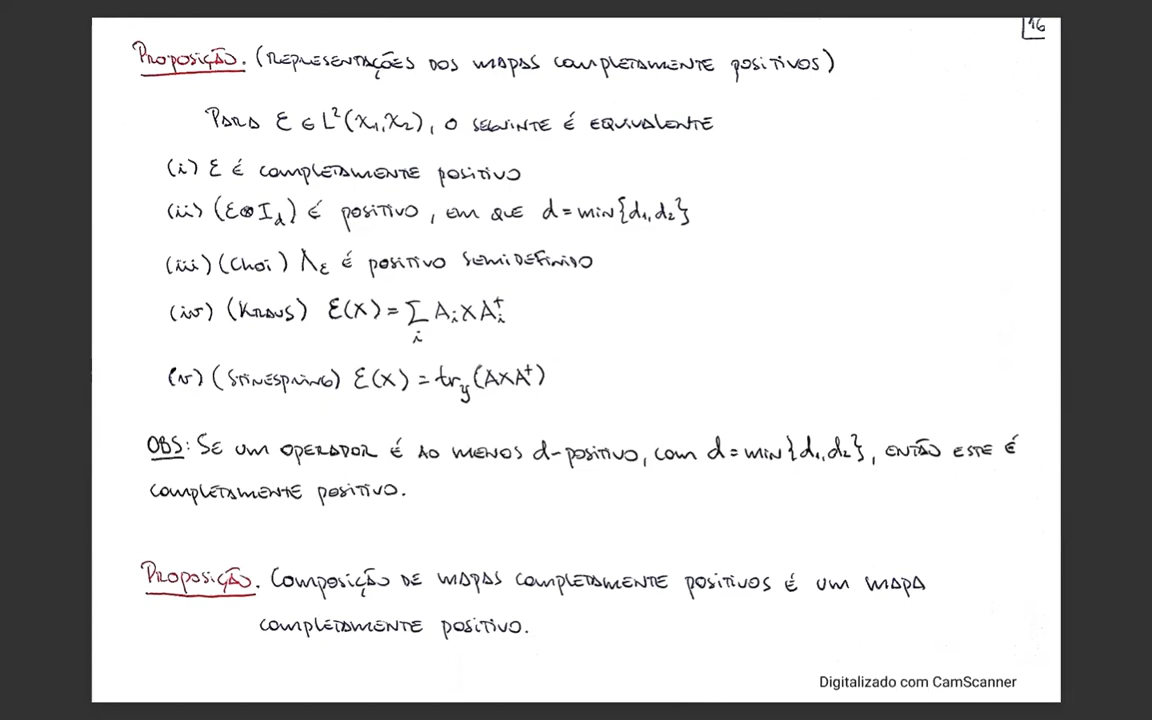 16
Proposição. (Representações dos mapas completamente positivos)
Para ℰ ∈ L²(X₁,X₂), o seguinte é equivalente
(i) ℰ é completamente positivo
(ii) (ℰ⊗I_d) é positivo, em que d = min{d₁,d₂}
(iii) (Choi) Λ_ℰ é positivo semidefinido
(iv) (Kraus) ℰ(X) = ∑_i A_i X A_i†
(v) (Stinespring) ℰ(X) = tr_y(AXA†)
OBS: Se um operador é ao menos d-positivo, com d = min{d₁,d₂}, então este é
completamente positivo.
Proposição. Composição de mapas completamente positivos é um mapa
completamente positivo.
Digitalizado com CamScanner